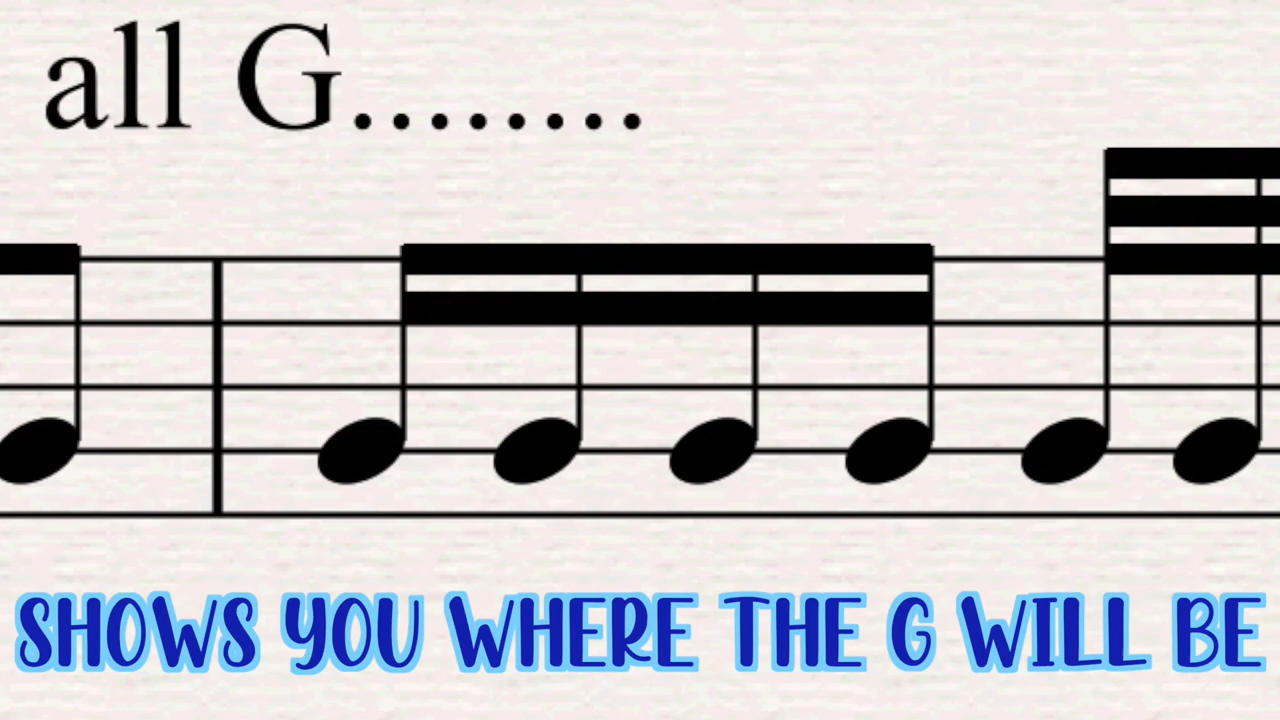 all G........
SHOWS YOU WHERE THE G WILL BE